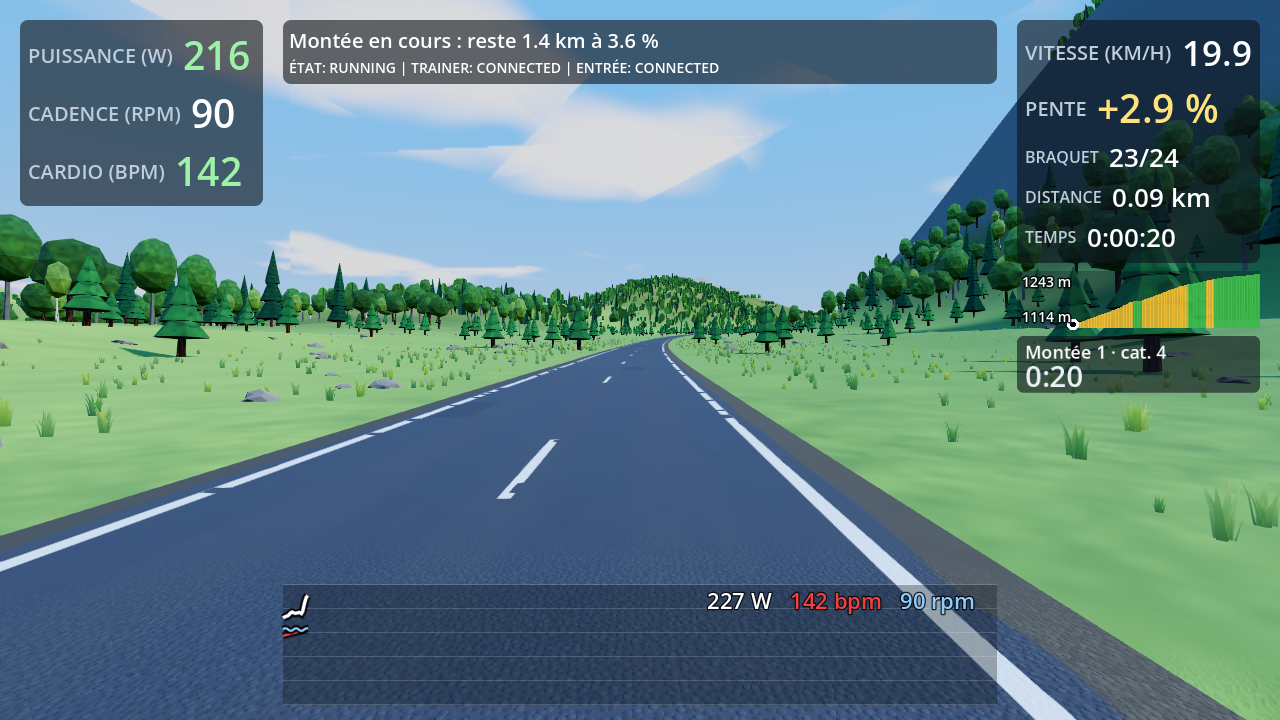 PUISSANCE (W) 216
CADENCE (RPM) 90
CARDIO (BPM) 142
Montée en cours : reste 1.4 km à 3.6 %
ÉTAT: RUNNING | TRAINER: CONNECTED | ENTRÉE: CONNECTED
VITESSE (KM/H) 19.9
PENTE +2.9 %
BRAQUET 23/24
DISTANCE 0.09 km
TEMPS 0:00:20
1243 m
1114 m
Montée 1 · cat. 4
0:20
227 W 142 bpm 90 rpm